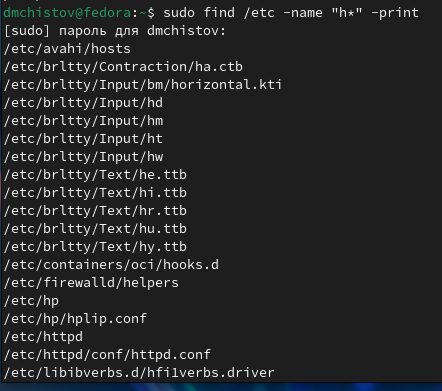 dmchistov@fedora:~$ sudo find /etc -name "h*" -print
[sudo] пароль для dmchistov:
/etc/avahi/hosts
/etc/brltty/Contraction/ha.ctb
/etc/brltty/Input/bm/horizontal.kti
/etc/brltty/Input/hd
/etc/brltty/Input/hm
/etc/brltty/Input/ht
/etc/brltty/Input/hw
/etc/brltty/Text/he.ttb
/etc/brltty/Text/hi.ttb
/etc/brltty/Text/hr.ttb
/etc/brltty/Text/hu.ttb
/etc/brltty/Text/hy.ttb
/etc/containers/oci/hooks.d
/etc/firewalld/helpers
/etc/hp
/etc/hp/hplip.conf
/etc/httpd
/etc/httpd/conf/httpd.conf
/etc/libibverbs.d/hfi1verbs.driver